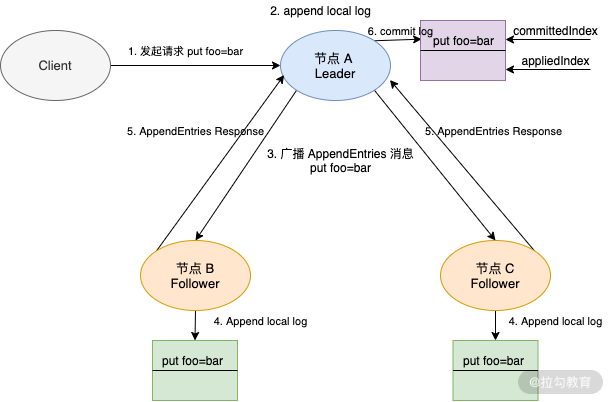 2. append local log
6. commit log
put foo=bar
committedIndex
appliedIndex
1. 发起请求 put foo=bar
Client
节点 A
Leader
5. AppendEntries Response
5. AppendEntries Response
3. 广播 AppendEntries 消息
put foo=bar
节点 B
Follower
节点 C
Follower
4. Append local log
4. Append local log
put foo=bar
put foo=bar
@拉勾教育